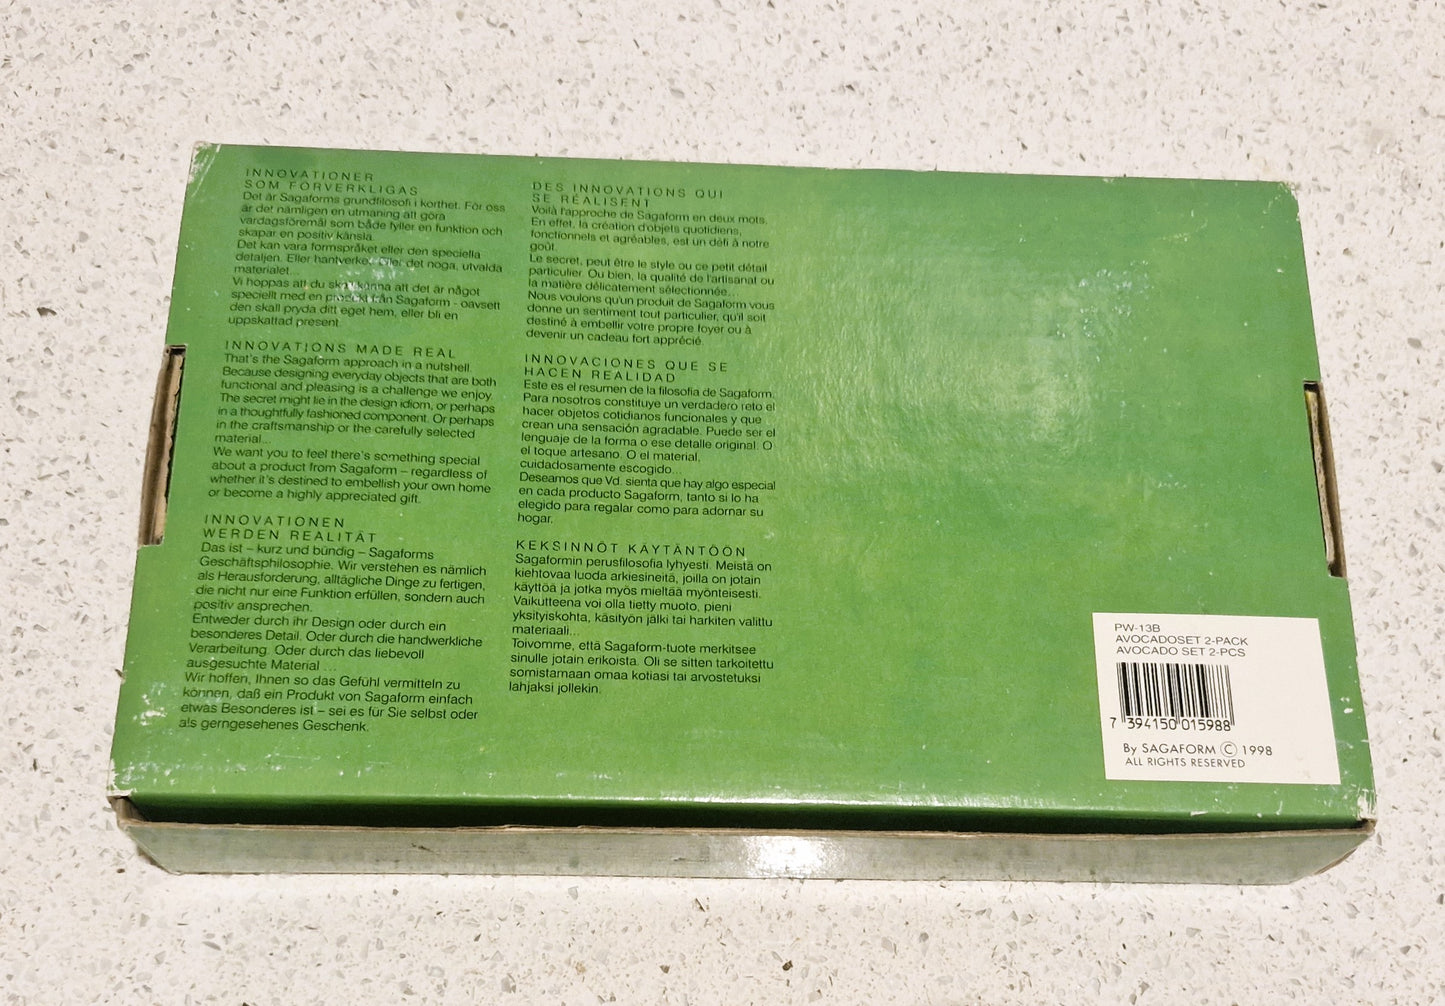 INNOVATIONER
SOM FÖRVERKLIGAS
Det är Sagaforms grundfilosofi i korthet. För oss
är det nämligen en utmaning att göra
vardagsföremål som både fyller en funktion och
skapar en positiv känsla.
Det kan vara formspråket eller den speciella
detaljen. Eller hantverket. Eller det noga, utvalda
materialet...
Vi hoppas att du skall känna att det är något
speciellt med en produkt från Sagaform - oavsett
den skall pryda ditt eget hem, eller bli en
uppskattad present.
INNOVATIONS MADE REAL
That's the Sagaform approach in a nutshell.
Because designing everyday objects that are both
functional and pleasing is a challenge we enjoy.
The secret might lie in the design idiom, or perhaps
in a thoughtfully fashioned component. Or perhaps
in the craftsmanship or the carefully selected
material...
We want you to feel there's something special
about a product from Sagaform – regardless of
whether it's destined to embellish your own home
or become a highly appreciated gift.
INNOVATIONEN
WERDEN REALITÄT
Das ist – kurz und bündig – Sagaforms
Geschäftsphilosophie. Wir verstehen es nämlich
als Herausforderung, alltägliche Dinge zu fertigen,
die nicht nur eine Funktion erfüllen, sondern auch
positiv ansprechen.
Entweder durch ihr Design oder durch ein
besonderes Detail. Oder durch die handwerkliche
Verarbeitung. Oder durch das liebevoll
ausgesuchte Material ...
Wir hoffen, Ihnen so das Gefühl vermitteln zu
können, daß ein Produkt von Sagaform einfach
etwas Besonderes ist – sei es für Sie selbst oder
als gerngesehenes Geschenk.
DES INNOVATIONS QUI
SE RÉALISENT
Voilà l'approche de Sagaform en deux mots.
En effet, la création d'objets quotidiens,
fonctionnels et agréables, est un défi à notre
goût.
Le secret, peut être le style ou ce petit détail
particulier. Ou bien, la qualité de l'artisanat ou
la matière délicatement sélectionnée...
Nous voulons qu'un produit de Sagaform vous
donne un sentiment tout particulier, qu'il soit
destiné à embellir votre propre foyer ou à
devenir un cadeau fort apprécié.
INNOVACIONES QUE SE
HACEN REALIDAD
Este es el resumen de la filosofía de Sagaform.
Para nosotros constituye un verdadero reto el
hacer objetos cotidianos funcionales y que
crean una sensación agradable. Puede ser el
lenguaje de la forma o ese detalle original. O
el toque artesano. O el material,
cuidadosamente escogido...
Deseamos que Vd. sienta que hay algo especial
en cada producto Sagaform, tanto si lo ha
elegido para regalar como para adornar su
hogar.
KEKSINNÖT KÄYTÄNTÖÖN
Sagaformin perusfilosofia lyhyesti. Meistä on
kiehtovaa luoda arkiesineitä, joilla on jotain
käyttöä ja jotka myös mieltää myönteisesti.
Vaikutteena voi olla tietty muoto, pieni
yksityiskohta, käsityön jälki tai harkiten valittu
materiaali...
Toivomme, että Sagaform-tuote merkitsee
sinulle jotain erikoista. Oli se sitten tarkoitettu
somistamaan omaa kotiasi tai arvostetuksi
lahjaksi jollekin.
PW-13B
AVOCADOSET 2-PACK
AVOCADO SET 2-PCS
7 394150 015988
By SAGAFORM © 1998
ALL RIGHTS RESERVED